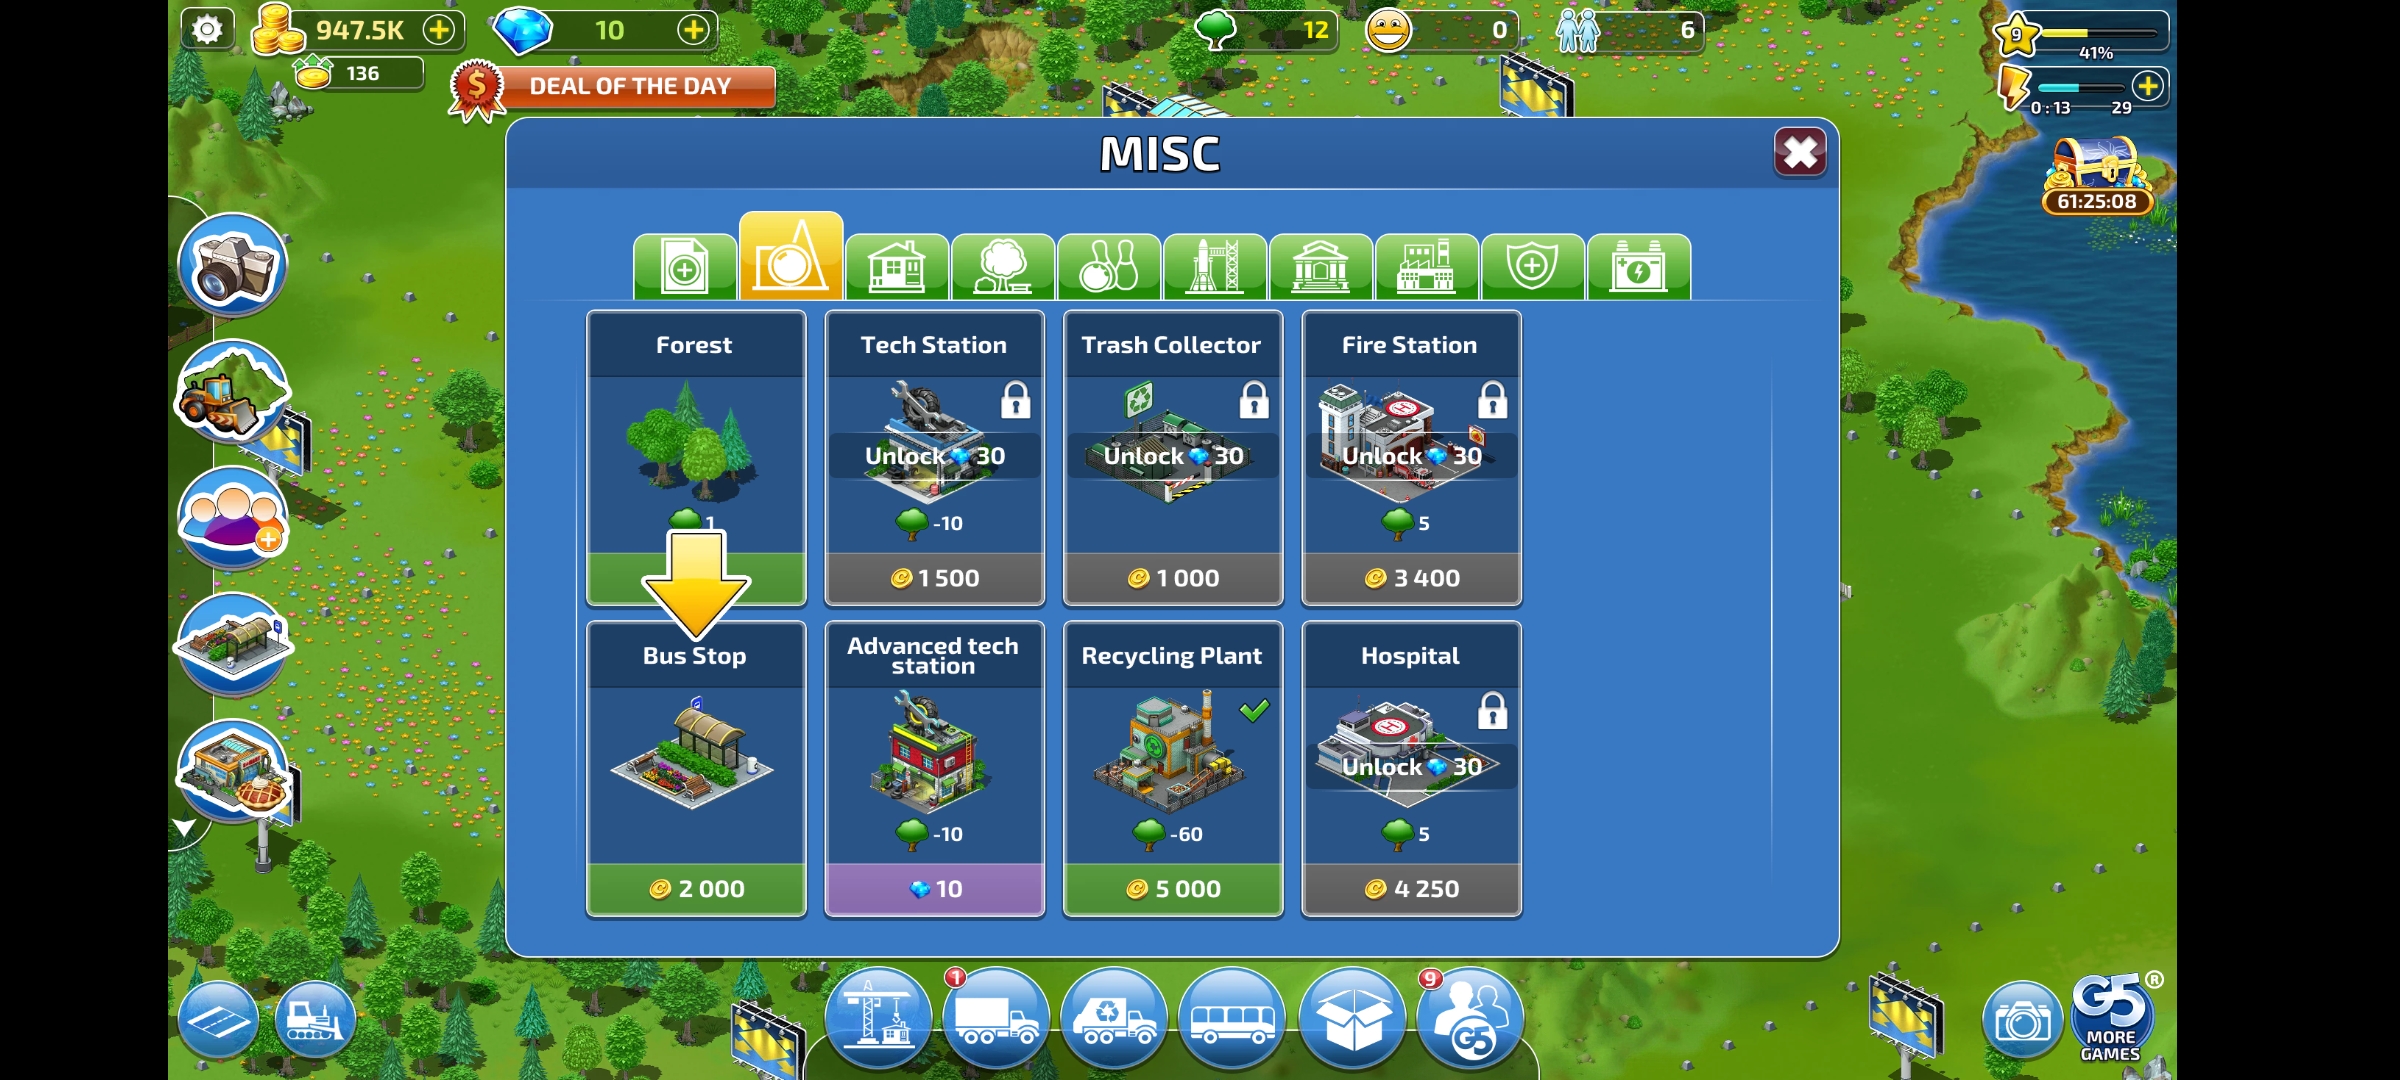 947.5K
10
12
0
6
9
41%
136
DEAL OF THE DAY
0:13
29
MISC
61:25:08
Forest
Tech Station
Trash Collector
Fire Station
Unlock 30
Unlock 30
Unlock 30
1
-10
5
1 500
1 000
3 400
Bus Stop
Advanced tech
station
Recycling Plant
Hospital
Unlock 30
-10
-60
5
2 000
10
5 000
4 250
1
9
G5
G5®
MORE
GAMES